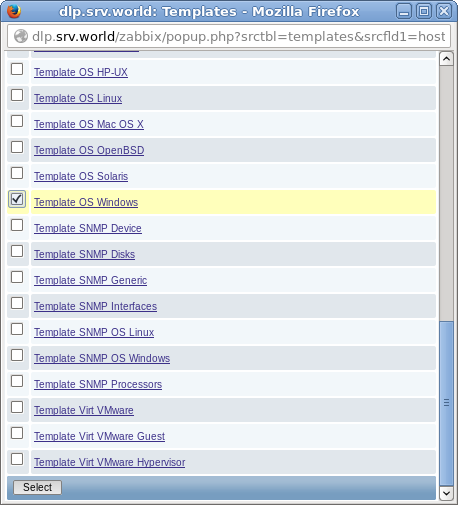 dlp.srv.world: Templates - Mozilla Firefox
dlp.srv.world/zabbix/popup.php?srctbl=templates&srcfld1=host
Template OS HP-UX
Template OS Linux
Template OS Mac OS X
Template OS OpenBSD
Template OS Solaris
Template OS Windows
Template SNMP Device
Template SNMP Disks
Template SNMP Generic
Template SNMP Interfaces
Template SNMP OS Linux
Template SNMP OS Windows
Template SNMP Processors
Template Virt VMware
Template Virt VMware Guest
Template Virt VMware Hypervisor
Select